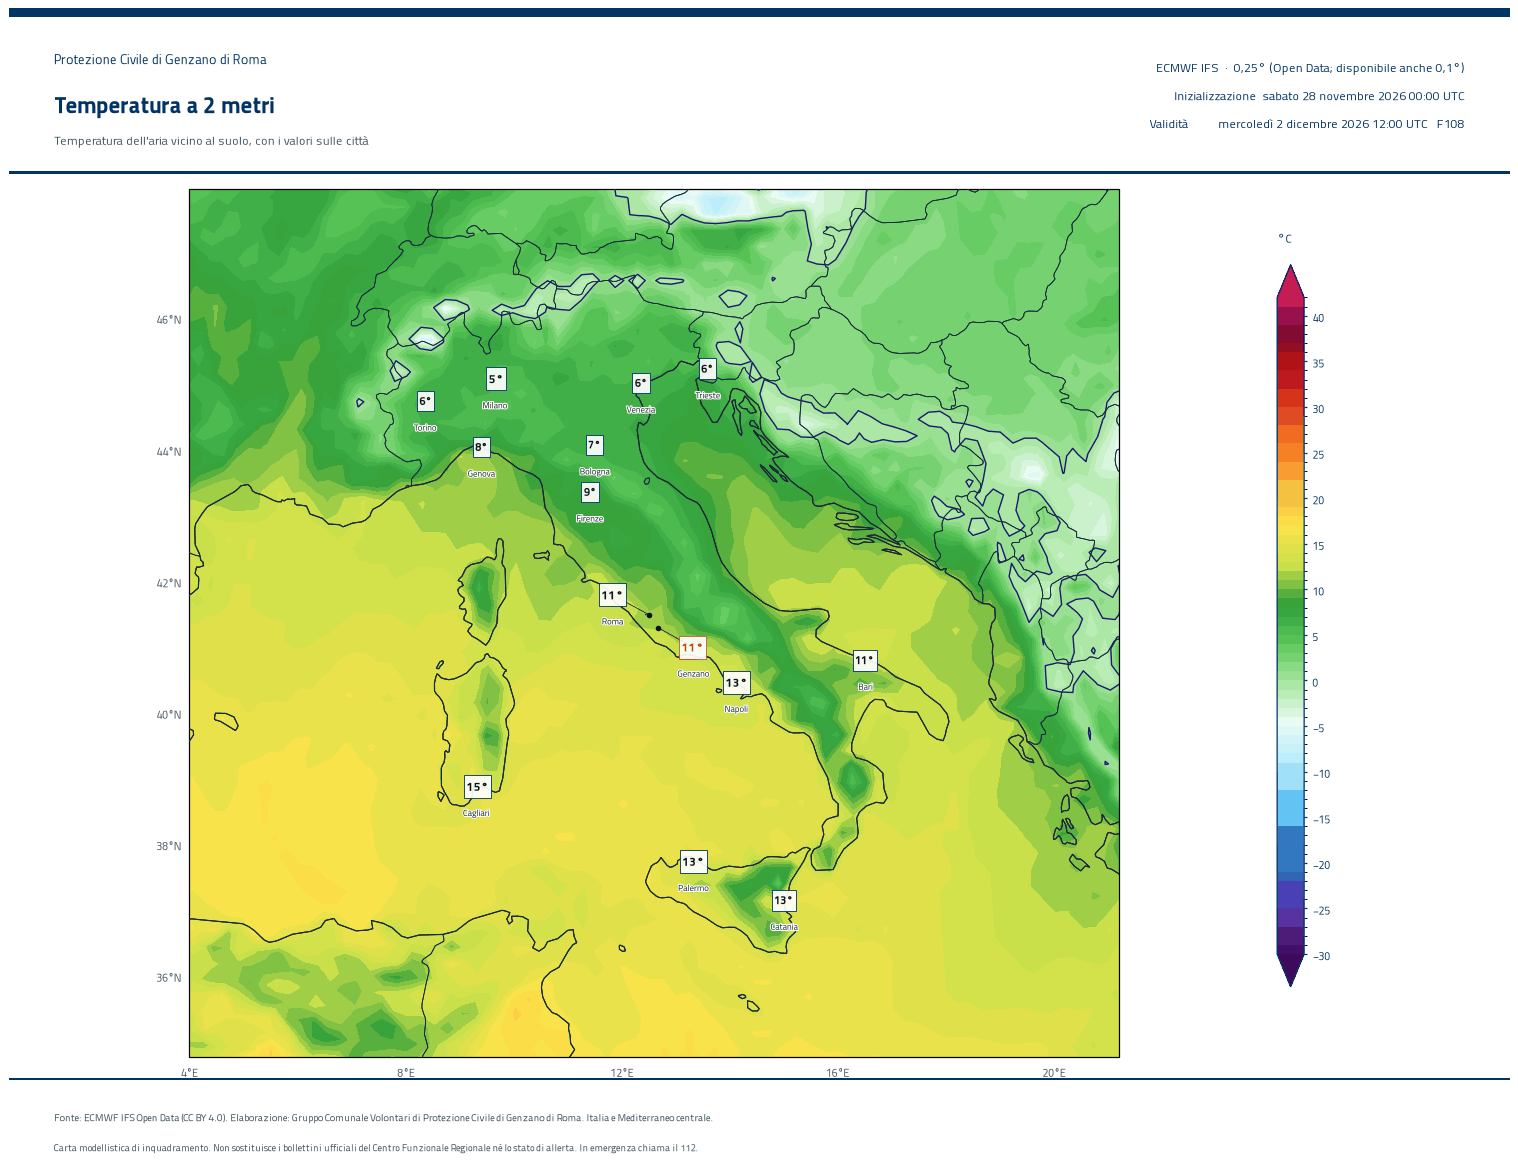 Protezione Civile di Genzano di Roma
Temperatura a 2 metri
Temperatura dell'aria vicino al suolo, con i valori sulle città
ECMWF IFS · 0,25° (Open Data; disponibile anche 0,1°)
Inizializzazione sabato 28 novembre 2026 00:00 UTC
Validità mercoledì 2 dicembre 2026 12:00 UTC F108
°C
40
35
30
25
20
15
10
5
0
−5
−10
−15
−20
−25
−30
46°N
44°N
42°N
40°N
38°N
36°N
4°E
8°E
12°E
16°E
20°E
5°
Milano
6°
Torino
6°
Venezia
6°
Trieste
8°
Genova
7°
Bologna
9°
Firenze
11°
Roma
11°
Genzano
13°
Napoli
11°
Bari
15°
Cagliari
13°
Palermo
13°
Catania
Fonte: ECMWF IFS Open Data (CC BY 4.0). Elaborazione: Gruppo Comunale Volontari di Protezione Civile di Genzano di Roma. Italia e Mediterraneo centrale.
Carta modellistica di inquadramento. Non sostituisce i bollettini ufficiali del Centro Funzionale Regionale né lo stato di allerta. In emergenza chiama il 112.